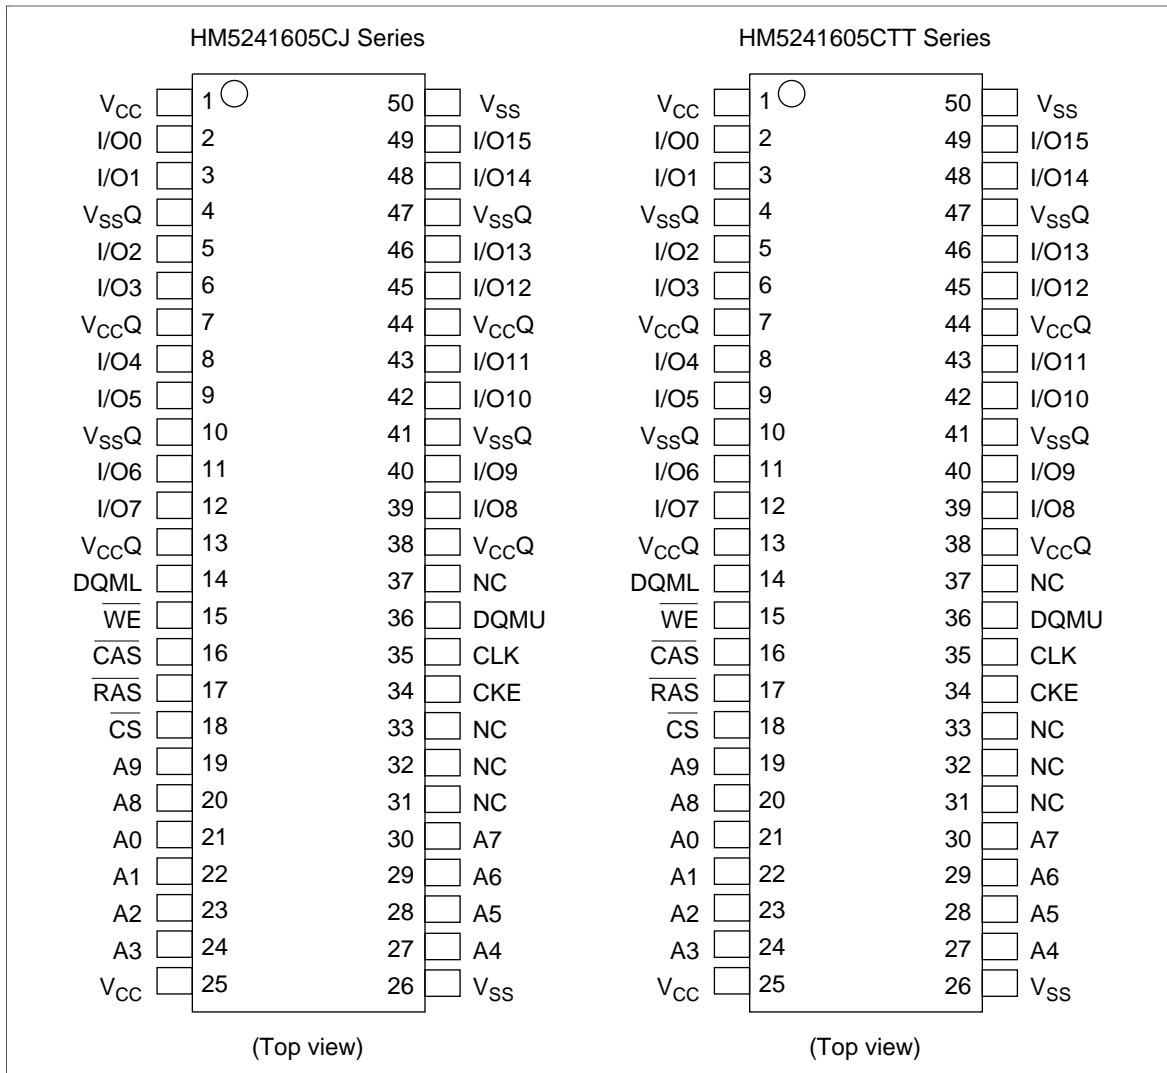 HM5241605CJ Series HM5241605CTT Series
VCC 1 50 VSS VCC 1 50 VSS
I/O0 2 49 I/O15 I/O0 2 49 I/O15
I/O1 3 48 I/O14 I/O1 3 48 I/O14
VSSQ 4 47 VSSQ VSSQ 4 47 VSSQ
I/O2 5 46 I/O13 I/O2 5 46 I/O13
I/O3 6 45 I/O12 I/O3 6 45 I/O12
VCCQ 7 44 VCCQ VCCQ 7 44 VCCQ
I/O4 8 43 I/O11 I/O4 8 43 I/O11
I/O5 9 42 I/O10 I/O5 9 42 I/O10
VSSQ 10 41 VSSQ VSSQ 10 41 VSSQ
I/O6 11 40 I/O9 I/O6 11 40 I/O9
I/O7 12 39 I/O8 I/O7 12 39 I/O8
VCCQ 13 38 VCCQ VCCQ 13 38 VCCQ
DQML 14 37 NC DQML 14 37 NC
WE 15 36 DQMU WE 15 36 DQMU
CAS 16 35 CLK CAS 16 35 CLK
RAS 17 34 CKE RAS 17 34 CKE
CS 18 33 NC CS 18 33 NC
A9 19 32 NC A9 19 32 NC
A8 20 31 NC A8 20 31 NC
A0 21 30 A7 A0 21 30 A7
A1 22 29 A6 A1 22 29 A6
A2 23 28 A5 A2 23 28 A5
A3 24 27 A4 A3 24 27 A4
VCC 25 26 VSS VCC 25 26 VSS
(Top view) (Top view)